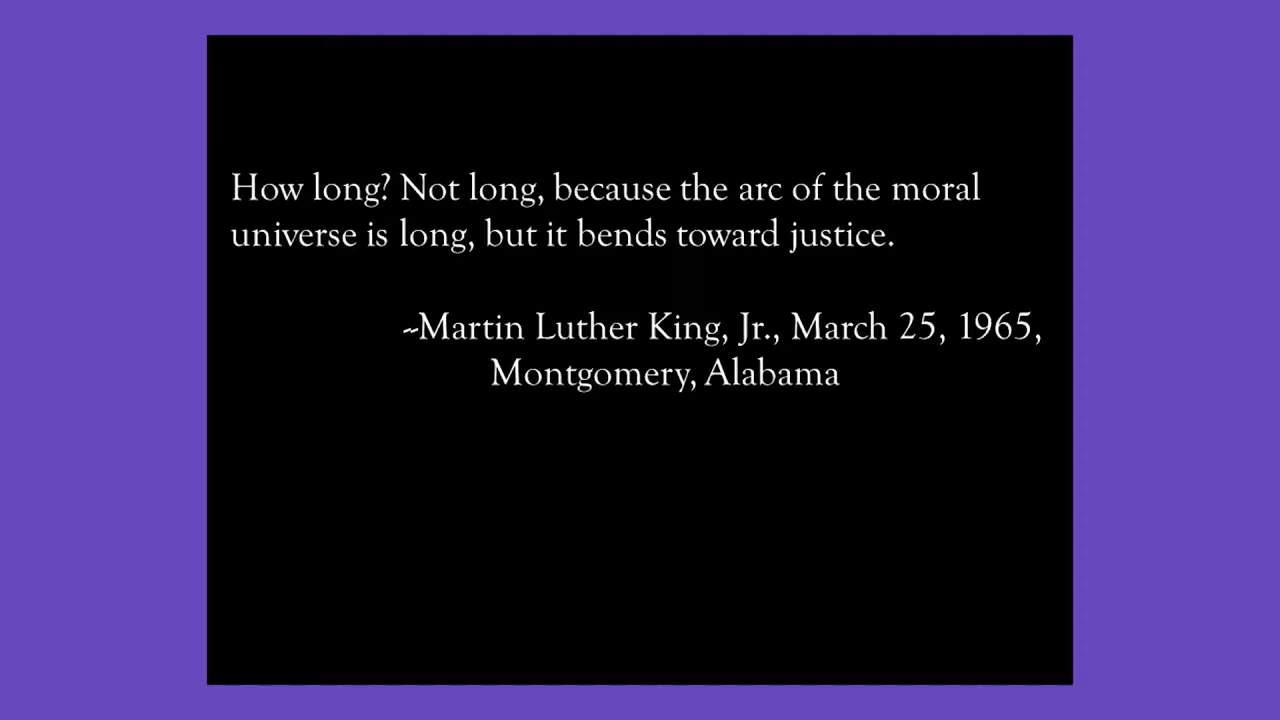 How long? Not long, because the arc of the moral
universe is long, but it bends toward justice.
~Martin Luther King, Jr., March 25, 1965,
Montgomery, Alabama